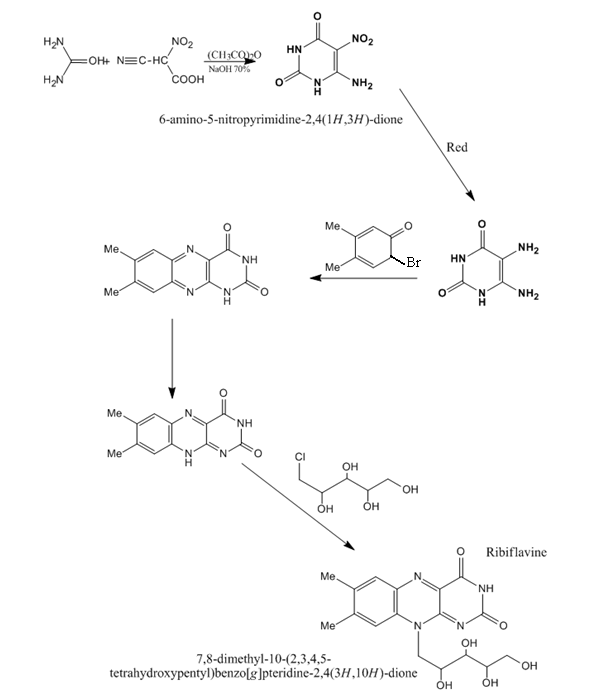 H₂N
NO₂
OH+ N≡C-HC
H₂N
COOH
(CH₃CO)₂O
NaOH 70%
O
HN
NO₂
O
N
H
NH₂
6-amino-5-nitropyrimidine-2,4(1H,3H)-dione
Red
O
HN
NH₂
O
N
H
NH₂
Me
O
Me
Br
O
Me
N
NH
Me
N
N
H
O
O
Me
N
NH
Me
N
H
N
O
Cl
OH
OH
OH
OH
O
Ribiflavine
Me
N
NH
Me
N
N
O
OH
OH
OH
OH
7,8-dimethyl-10-(2,3,4,5-
tetrahydroxypentyl)benzo[g]pteridine-2,4(3H,10H)-dione